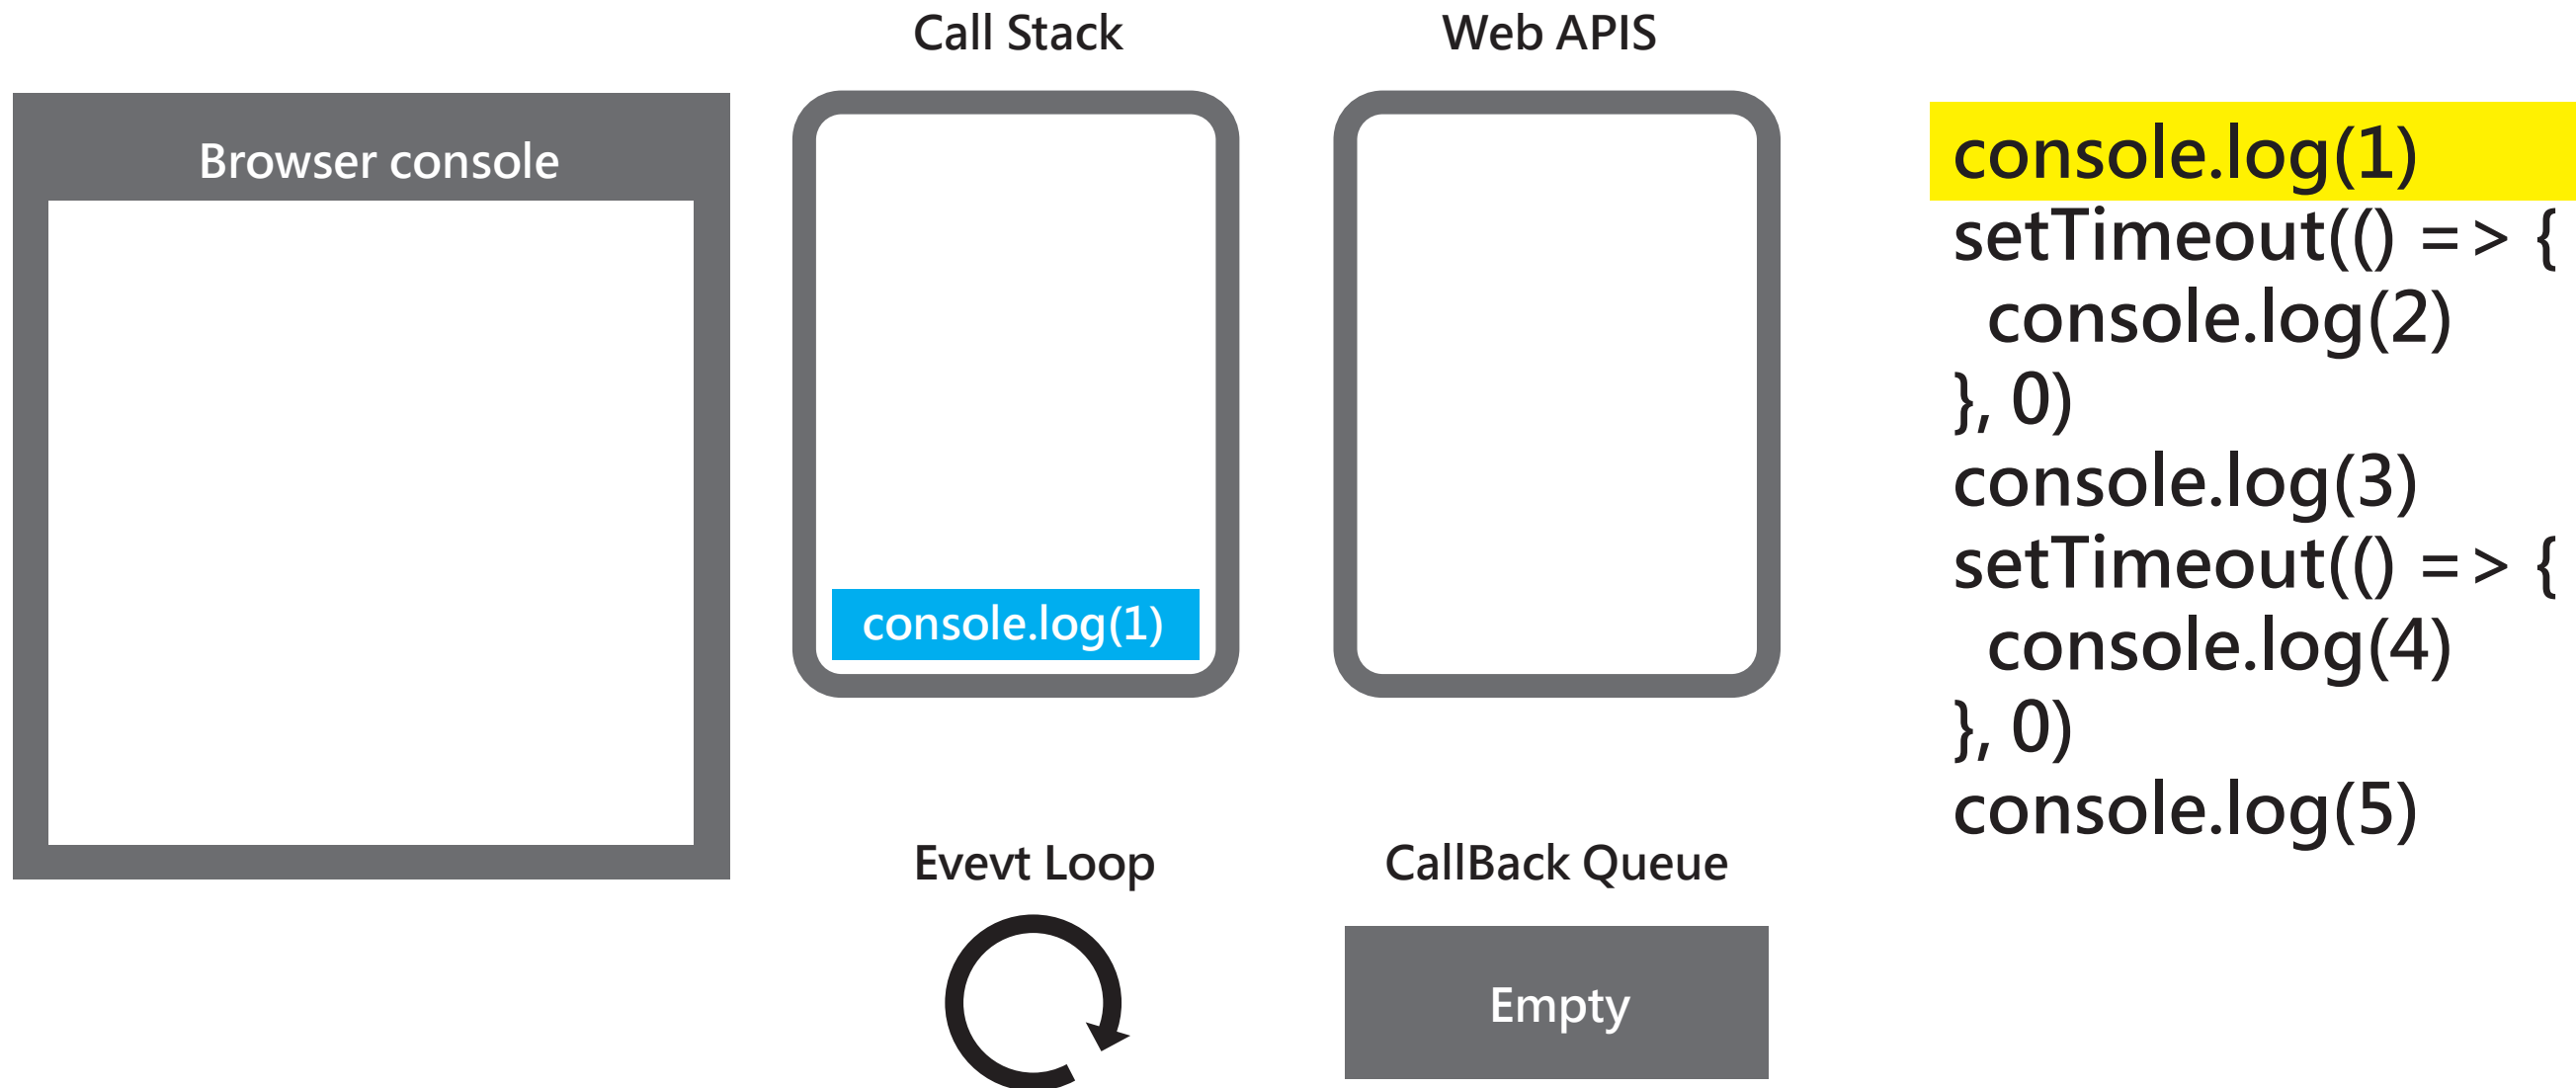 Call Stack
Web APIS
Browser console
console.log(1)
Evevt Loop
CallBack Queue
Empty
console.log(1)
setTimeout(() => {
  console.log(2)
}, 0)
console.log(3)
setTimeout(() => {
  console.log(4)
}, 0)
console.log(5)